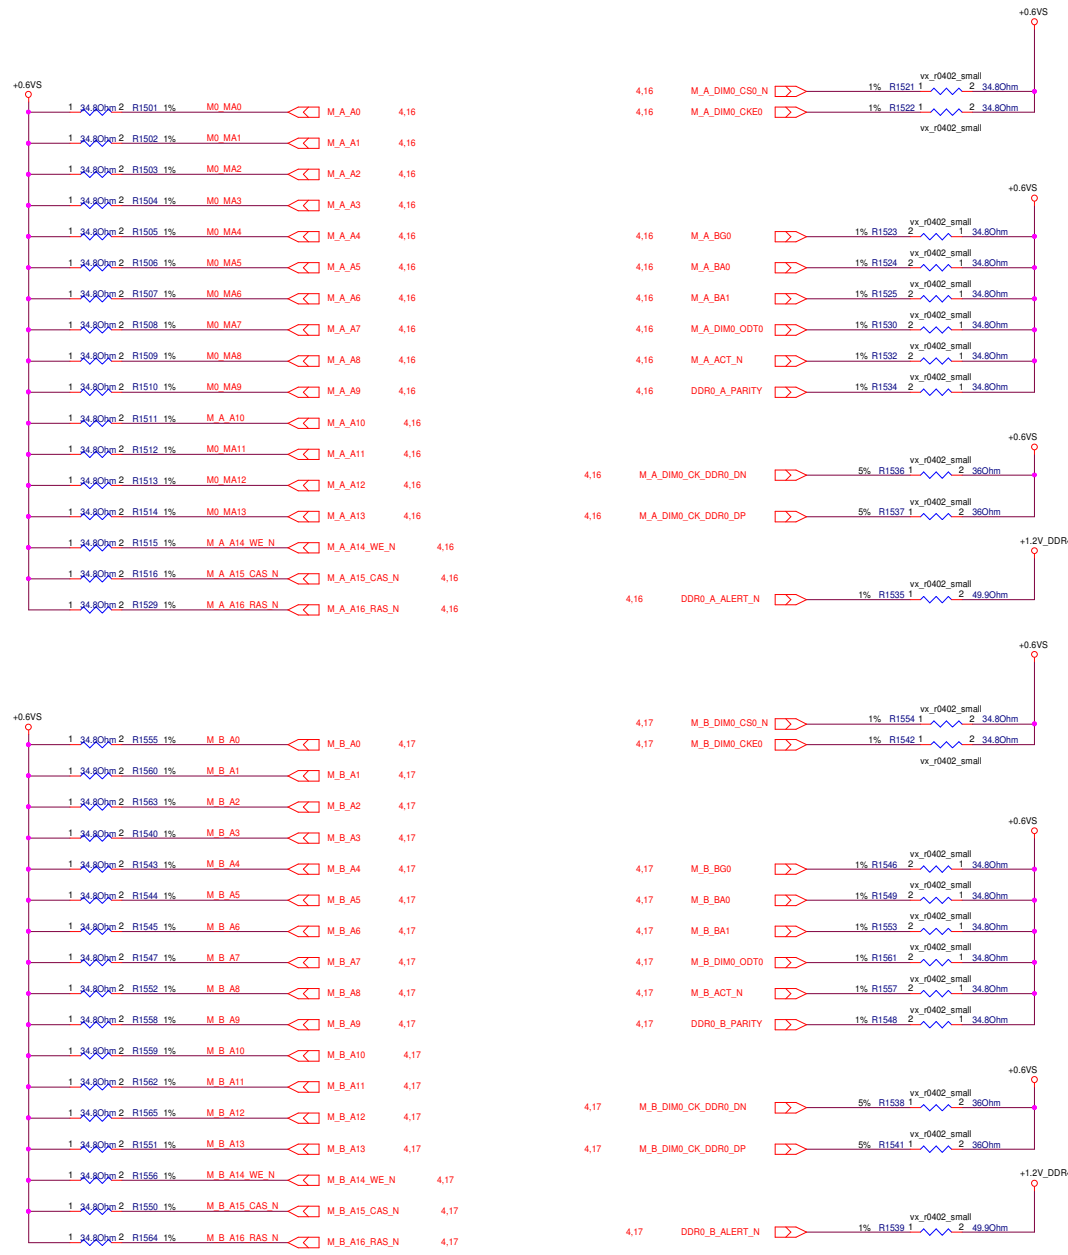 +0.6VS
1 34.8Ohm 2 R1501 1% M0_MA0 M_A_A0 4,16
1 34.8Ohm 2 R1502 1% M0_MA1 M_A_A1 4,16
1 34.8Ohm 2 R1503 1% M0_MA2 M_A_A2 4,16
1 34.8Ohm 2 R1504 1% M0_MA3 M_A_A3 4,16
1 34.8Ohm 2 R1505 1% M0_MA4 M_A_A4 4,16
1 34.8Ohm 2 R1506 1% M0_MA5 M_A_A5 4,16
1 34.8Ohm 2 R1507 1% M0_MA6 M_A_A6 4,16
1 34.8Ohm 2 R1508 1% M0_MA7 M_A_A7 4,16
1 34.8Ohm 2 R1509 1% M0_MA8 M_A_A8 4,16
1 34.8Ohm 2 R1510 1% M0_MA9 M_A_A9 4,16
1 34.8Ohm 2 R1511 1% M_A_A10 M_A_A10 4,16
1 34.8Ohm 2 R1512 1% M0_MA11 M_A_A11 4,16
1 34.8Ohm 2 R1513 1% M0_MA12 M_A_A12 4,16
1 34.8Ohm 2 R1514 1% M0_MA13 M_A_A13 4,16
1 34.8Ohm 2 R1515 1% M_A_A14_WE_N M_A_A14_WE_N 4,16
1 34.8Ohm 2 R1516 1% M_A_A15_CAS_N M_A_A15_CAS_N 4,16
1 34.8Ohm 2 R1529 1% M_A_A16_RAS_N M_A_A16_RAS_N 4,16
+0.6VS
vx_r0402_small
4,16 M_A_DIM0_CS0_N 1% R1521 1 2 34.8Ohm
4,16 M_A_DIM0_CKE0 1% R1522 1 2 34.8Ohm
vx_r0402_small
+0.6VS
vx_r0402_small
4,16 M_A_BG0 1% R1523 2 1 34.8Ohm
vx_r0402_small
4,16 M_A_BA0 1% R1524 2 1 34.8Ohm
vx_r0402_small
4,16 M_A_BA1 1% R1525 2 1 34.8Ohm
vx_r0402_small
4,16 M_A_DIM0_ODT0 1% R1530 2 1 34.8Ohm
vx_r0402_small
4,16 M_A_ACT_N 1% R1532 2 1 34.8Ohm
vx_r0402_small
4,16 DDR0_A_PARITY 1% R1534 2 1 34.8Ohm
+0.6VS
vx_r0402_small
4,16 M_A_DIM0_CK_DDR0_DN 5% R1536 1 2 36Ohm
vx_r0402_small
4,16 M_A_DIM0_CK_DDR0_DP 5% R1537 1 2 36Ohm
+1.2V_DDR
vx_r0402_small
4,16 DDR0_A_ALERT_N 1% R1535 1 2 49.9Ohm
+0.6VS
1 34.8Ohm 2 R1555 1% M_B_A0 M_B_A0 4,17
1 34.8Ohm 2 R1560 1% M_B_A1 M_B_A1 4,17
1 34.8Ohm 2 R1563 1% M_B_A2 M_B_A2 4,17
1 34.8Ohm 2 R1540 1% M_B_A3 M_B_A3 4,17
1 34.8Ohm 2 R1543 1% M_B_A4 M_B_A4 4,17
1 34.8Ohm 2 R1544 1% M_B_A5 M_B_A5 4,17
1 34.8Ohm 2 R1545 1% M_B_A6 M_B_A6 4,17
1 34.8Ohm 2 R1547 1% M_B_A7 M_B_A7 4,17
1 34.8Ohm 2 R1552 1% M_B_A8 M_B_A8 4,17
1 34.8Ohm 2 R1558 1% M_B_A9 M_B_A9 4,17
1 34.8Ohm 2 R1559 1% M_B_A10 M_B_A10 4,17
1 34.8Ohm 2 R1562 1% M_B_A11 M_B_A11 4,17
1 34.8Ohm 2 R1565 1% M_B_A12 M_B_A12 4,17
1 34.8Ohm 2 R1551 1% M_B_A13 M_B_A13 4,17
1 34.8Ohm 2 R1556 1% M_B_A14_WE_N M_B_A14_WE_N 4,17
1 34.8Ohm 2 R1550 1% M_B_A15_CAS_N M_B_A15_CAS_N 4,17
1 34.8Ohm 2 R1564 1% M_B_A16_RAS_N M_B_A16_RAS_N 4,17
+0.6VS
vx_r0402_small
4,17 M_B_DIM0_CS0_N 1% R1554 1 2 34.8Ohm
4,17 M_B_DIM0_CKE0 1% R1542 1 2 34.8Ohm
vx_r0402_small
+0.6VS
vx_r0402_small
4,17 M_B_BG0 1% R1546 2 1 34.8Ohm
vx_r0402_small
4,17 M_B_BA0 1% R1549 2 1 34.8Ohm
vx_r0402_small
4,17 M_B_BA1 1% R1553 2 1 34.8Ohm
vx_r0402_small
4,17 M_B_DIM0_ODT0 1% R1561 2 1 34.8Ohm
vx_r0402_small
4,17 M_B_ACT_N 1% R1557 2 1 34.8Ohm
vx_r0402_small
4,17 DDR0_B_PARITY 1% R1548 2 1 34.8Ohm
+0.6VS
vx_r0402_small
4,17 M_B_DIM0_CK_DDR0_DN 5% R1538 1 2 36Ohm
vx_r0402_small
4,17 M_B_DIM0_CK_DDR0_DP 5% R1541 1 2 36Ohm
+1.2V_DDR
vx_r0402_small
4,17 DDR0_B_ALERT_N 1% R1539 1 2 49.9Ohm